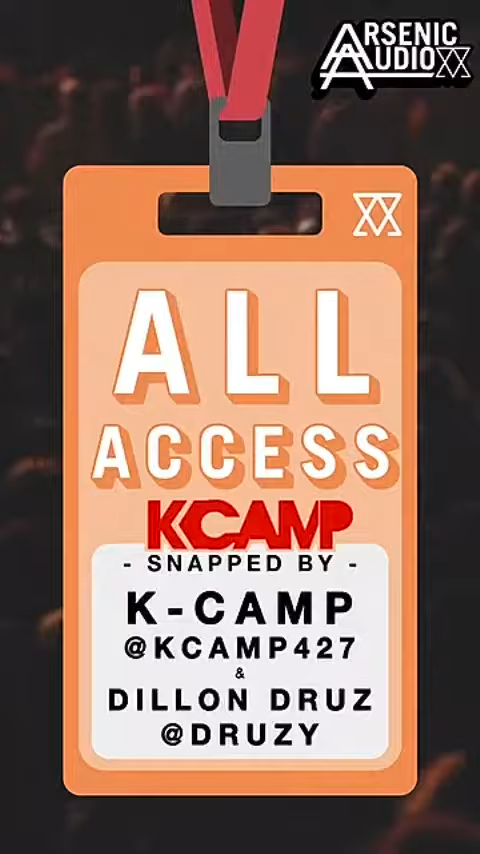 ARSENIC
AUDIO
ALL
ACCESS
KCAMP
- SNAPPED BY -
K-CAMP
@KCAMP427
&
DILLON DRUZ
@DRUZY